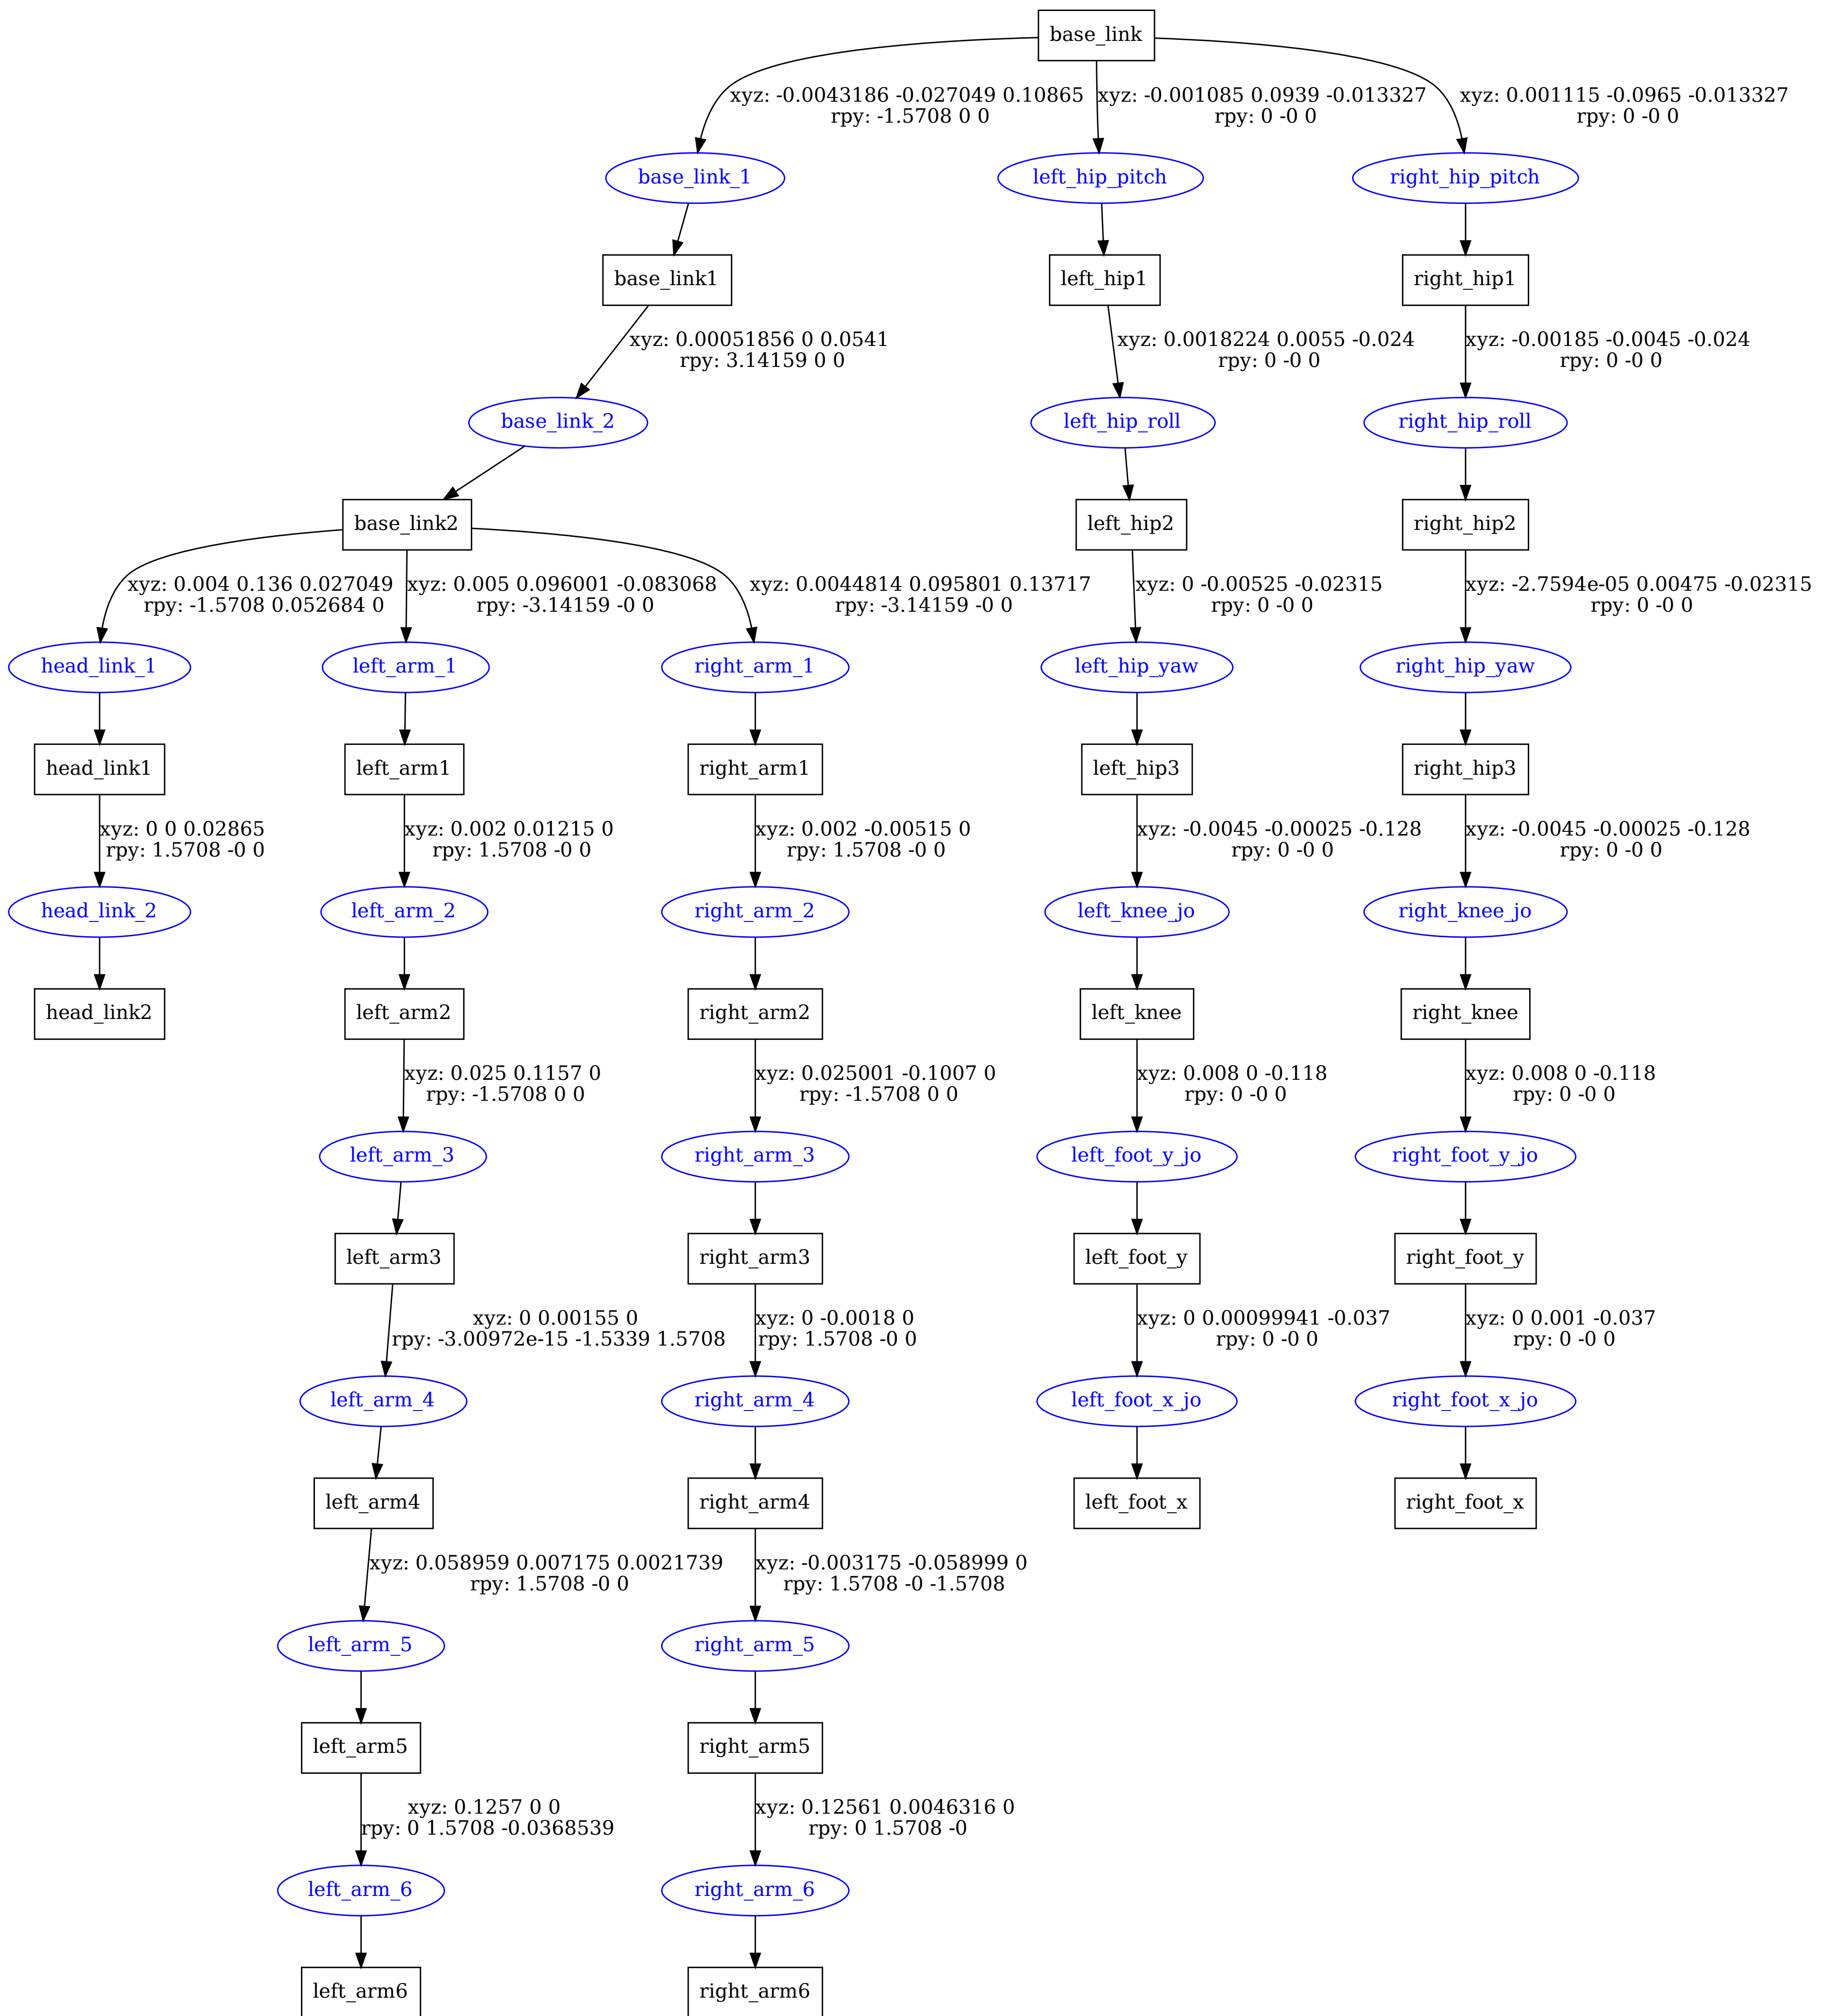 base_link
xyz: -0.0043186 -0.027049 0.10865
rpy: -1.5708 0 0
xyz: -0.001085 0.0939 -0.013327
rpy: 0 -0 0
xyz: 0.001115 -0.0965 -0.013327
rpy: 0 -0 0
base_link_1
left_hip_pitch
right_hip_pitch
base_link1
left_hip1
right_hip1
xyz: 0.00051856 0 0.0541
rpy: 3.14159 0 0
xyz: 0.0018224 0.0055 -0.024
rpy: 0 -0 0
xyz: -0.00185 -0.0045 -0.024
rpy: 0 -0 0
base_link_2
left_hip_roll
right_hip_roll
base_link2
left_hip2
right_hip2
xyz: 0.004 0.136 0.027049
rpy: -1.5708 0.052684 0
xyz: 0.005 0.096001 -0.083068
rpy: -3.14159 -0 0
xyz: 0.0044814 0.095801 0.13717
rpy: -3.14159 -0 0
xyz: 0 -0.00525 -0.02315
rpy: 0 -0 0
xyz: -2.7594e-05 0.00475 -0.02315
rpy: 0 -0 0
head_link_1
left_arm_1
right_arm_1
left_hip_yaw
right_hip_yaw
head_link1
left_arm1
right_arm1
left_hip3
right_hip3
xyz: 0 0 0.02865
rpy: 1.5708 -0 0
xyz: 0.002 0.01215 0
rpy: 1.5708 -0 0
xyz: 0.002 -0.00515 0
rpy: 1.5708 -0 0
xyz: -0.0045 -0.00025 -0.128
rpy: 0 -0 0
xyz: -0.0045 -0.00025 -0.128
rpy: 0 -0 0
head_link_2
left_arm_2
right_arm_2
left_knee_jo
right_knee_jo
head_link2
left_arm2
right_arm2
left_knee
right_knee
xyz: 0.025 0.1157 0
rpy: -1.5708 0 0
xyz: 0.025001 -0.1007 0
rpy: -1.5708 0 0
xyz: 0.008 0 -0.118
rpy: 0 -0 0
xyz: 0.008 0 -0.118
rpy: 0 -0 0
left_arm_3
right_arm_3
left_foot_y_jo
right_foot_y_jo
left_arm3
right_arm3
left_foot_y
right_foot_y
xyz: 0 0.00155 0
rpy: -3.00972e-15 -1.5339 1.5708
xyz: 0 -0.0018 0
rpy: 1.5708 -0 0
xyz: 0 0.00099941 -0.037
rpy: 0 -0 0
xyz: 0 0.001 -0.037
rpy: 0 -0 0
left_arm_4
right_arm_4
left_foot_x_jo
right_foot_x_jo
left_arm4
right_arm4
left_foot_x
right_foot_x
xyz: 0.058959 0.007175 0.0021739
rpy: 1.5708 -0 0
xyz: -0.003175 -0.058999 0
rpy: 1.5708 -0 -1.5708
left_arm_5
right_arm_5
left_arm5
right_arm5
xyz: 0.1257 0 0
rpy: 0 1.5708 -0.0368539
xyz: 0.12561 0.0046316 0
rpy: 0 1.5708 -0
left_arm_6
right_arm_6
left_arm6
right_arm6